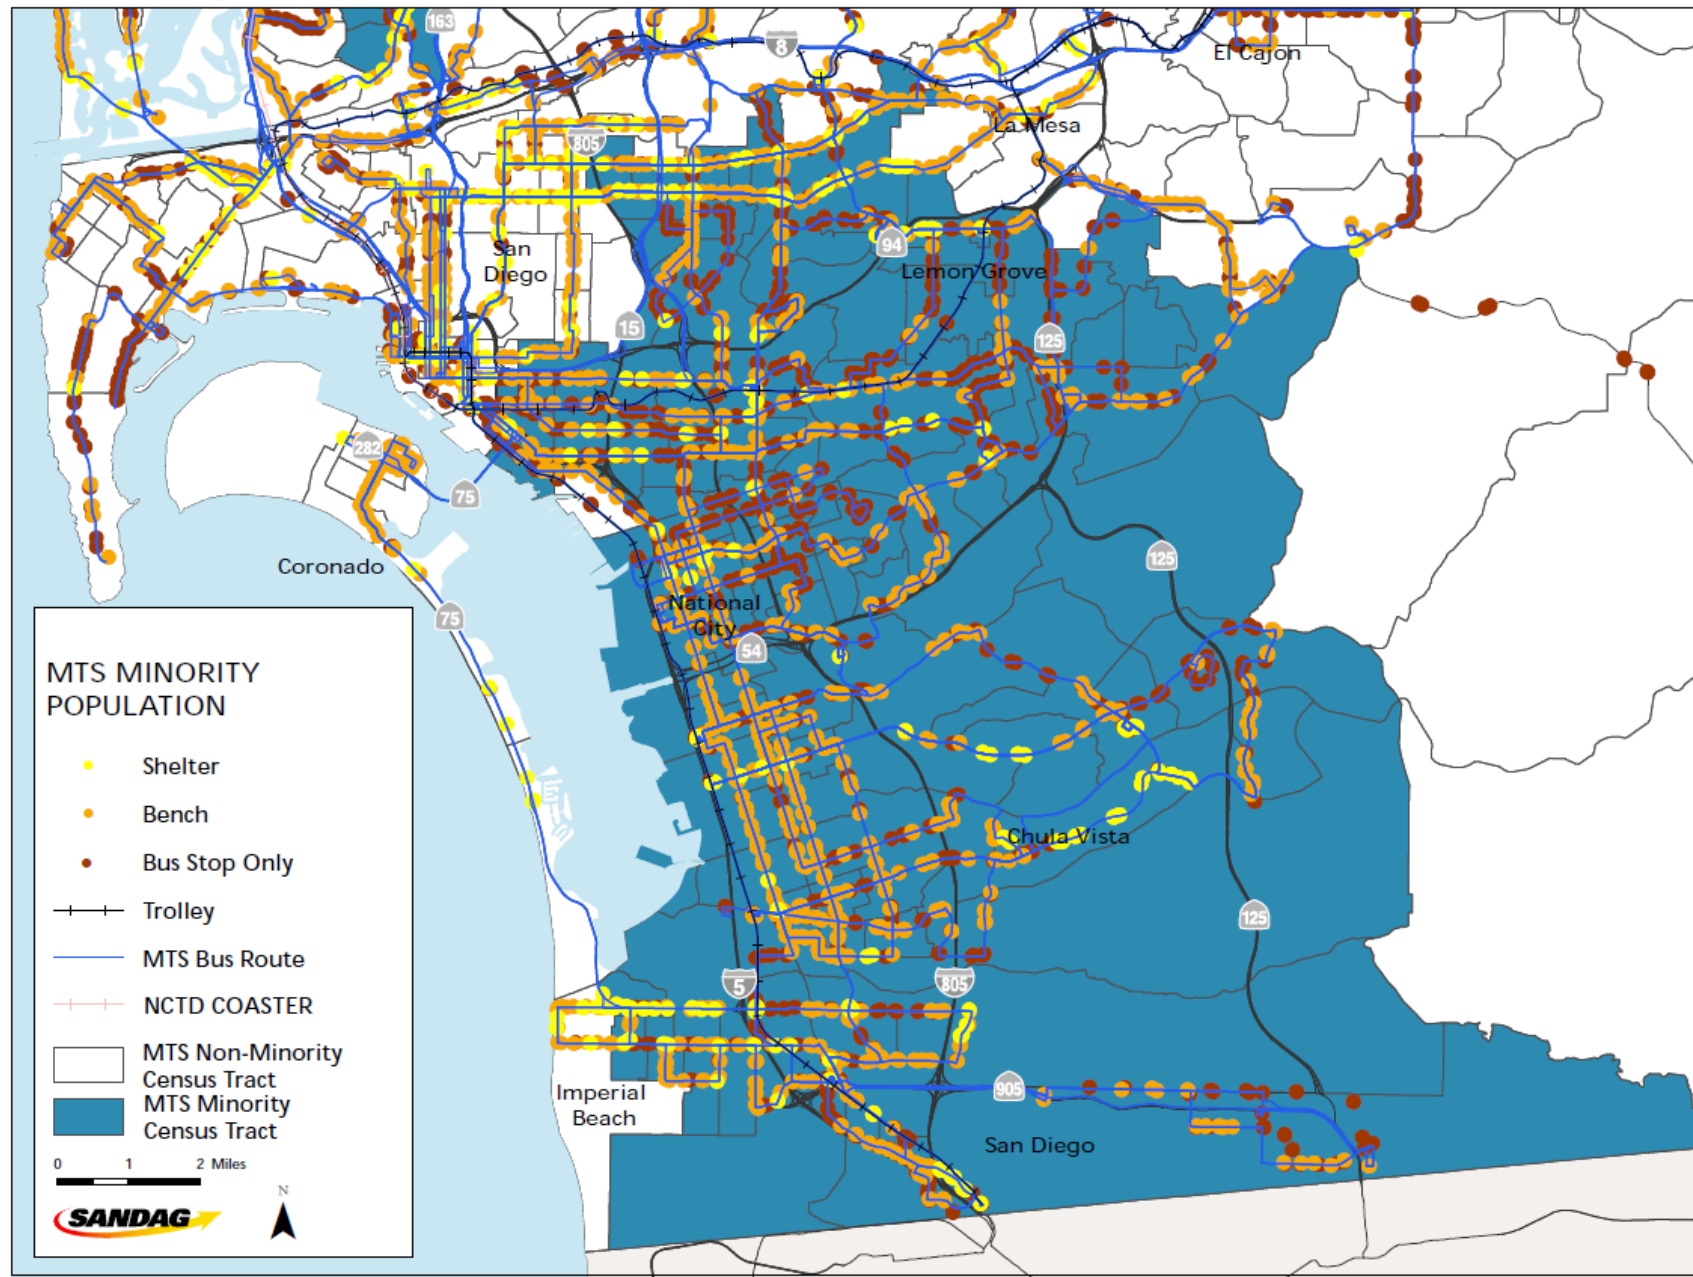 163
8
El Cajon
La Mesa
805
San
Diego
94
Lemon Grove
15
125
282
75
Coronado
125
75
National
City
54
MTS MINORITY
POPULATION
Shelter
Bench
Bus Stop Only
Trolley
MTS Bus Route
NCTD COASTER
MTS Non-Minority
Census Tract
MTS Minority
Census Tract
0 1 2 Miles
SANDAG
N
Chula Vista
125
5
805
Imperial
Beach
905
San Diego